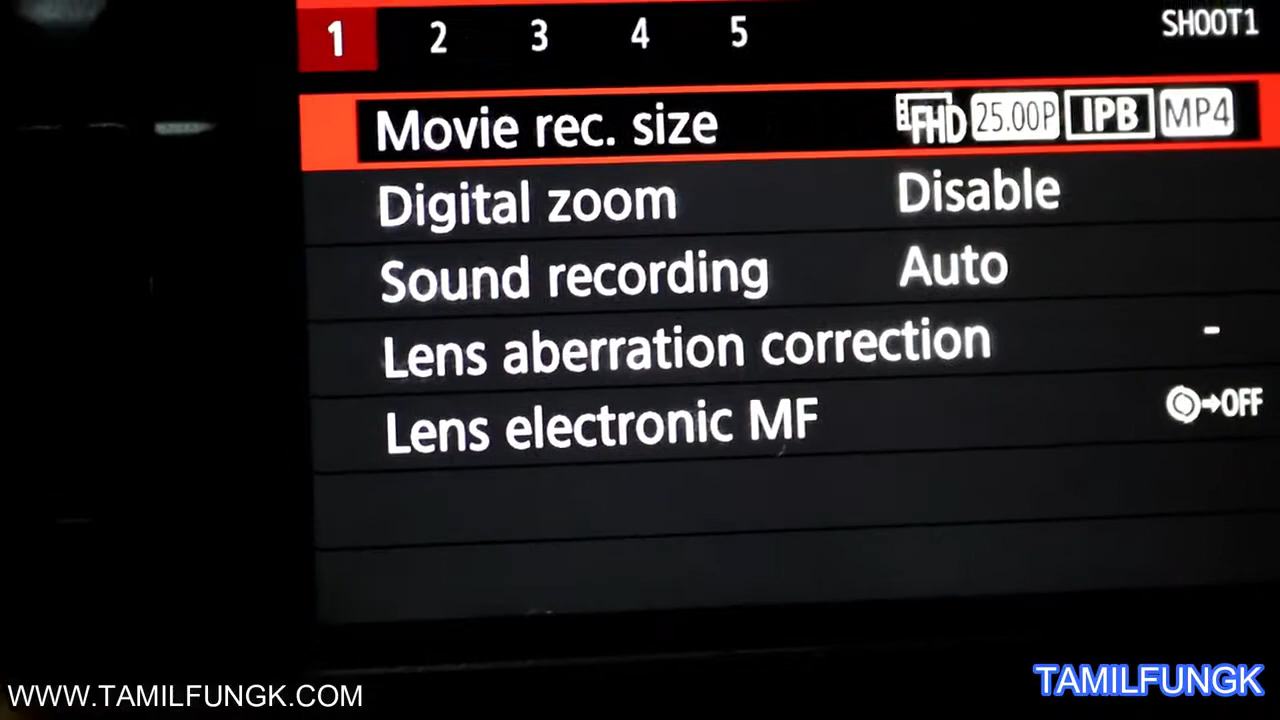 1 2 3 4 5 SHOOT1
Movie rec. size FHD 25.00P IPB MP4
Digital zoom Disable
Sound recording Auto
Lens aberration correction -
Lens electronic MF →OFF
WWW.TAMILFUNGK.COM TAMILFUNGK